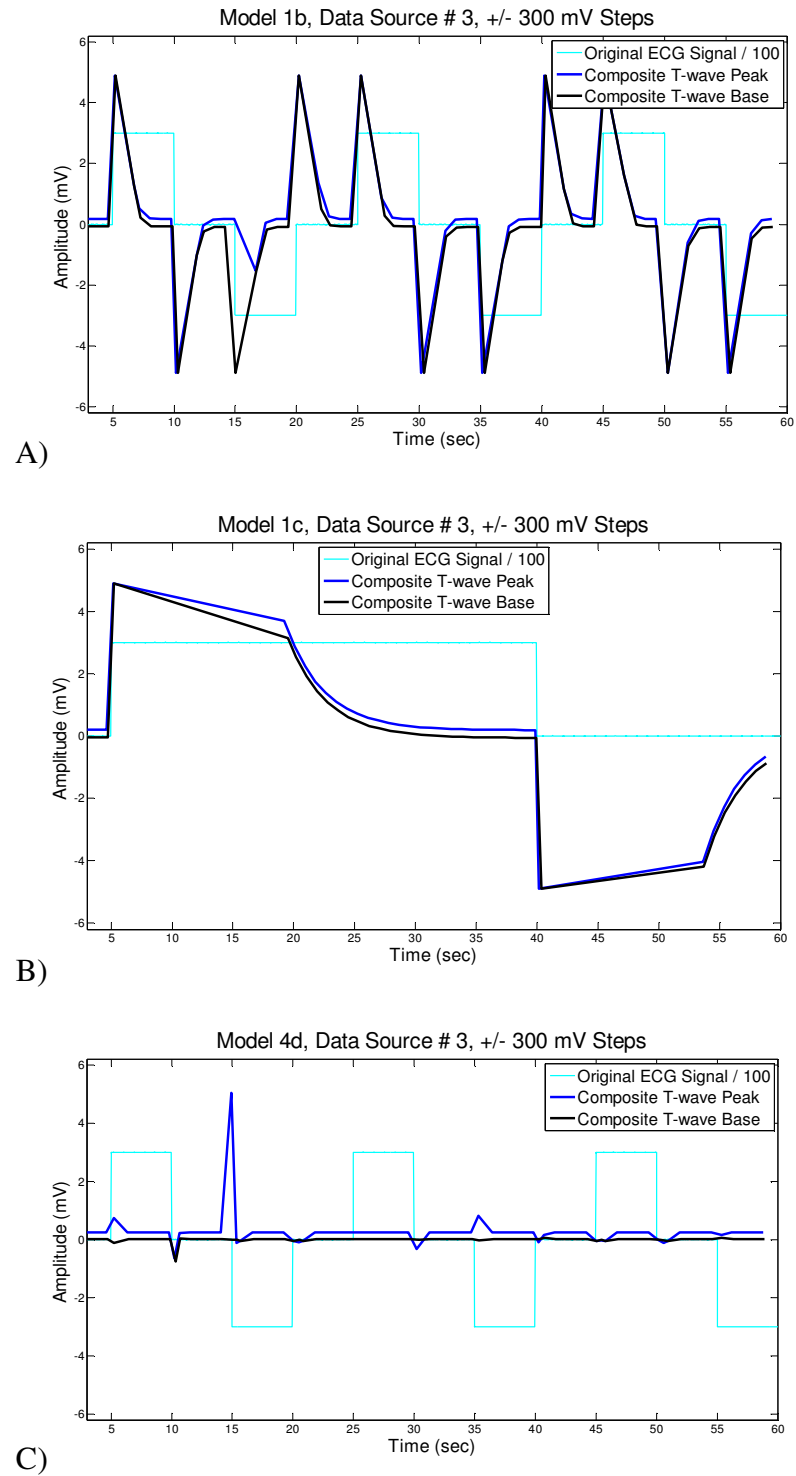 Model 1b, Data Source # 3, +/- 300 mV Steps
Original ECG Signal / 100
Composite T-wave Peak
Composite T-wave Base
Amplitude (mV)
6
4
2
0
-2
-4
-6
5 10 15 20 25 30 35 40 45 50 55 60
Time (sec)
A)
Model 1c, Data Source # 3, +/- 300 mV Steps
Original ECG Signal / 100
Composite T-wave Peak
Composite T-wave Base
Amplitude (mV)
6
4
2
0
-2
-4
-6
5 10 15 20 25 30 35 40 45 50 55 60
Time (sec)
B)
Model 4d, Data Source # 3, +/- 300 mV Steps
Original ECG Signal / 100
Composite T-wave Peak
Composite T-wave Base
Amplitude (mV)
6
4
2
0
-2
-4
-6
5 10 15 20 25 30 35 40 45 50 55 60
Time (sec)
C)